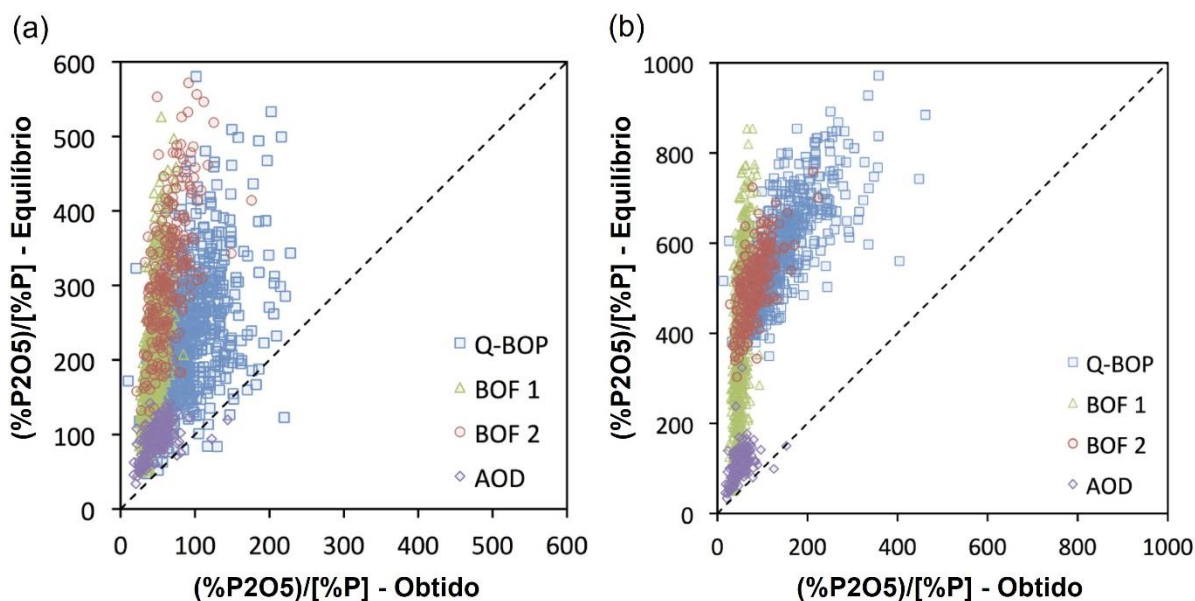 (a)
(%P2O5)/[%P] - Equilíbrio
600
500
400
300
200
100
0
0 100 200 300 400 500 600
(%P2O5)/[%P] - Obtido
Q-BOP
BOF 1
BOF 2
AOD
(b)
(%P2O5)/[%P] - Equilíbrio
1000
800
600
400
200
0
0 200 400 600 800 1000
(%P2O5)/[%P] - Obtido
Q-BOP
BOF 1
BOF 2
AOD